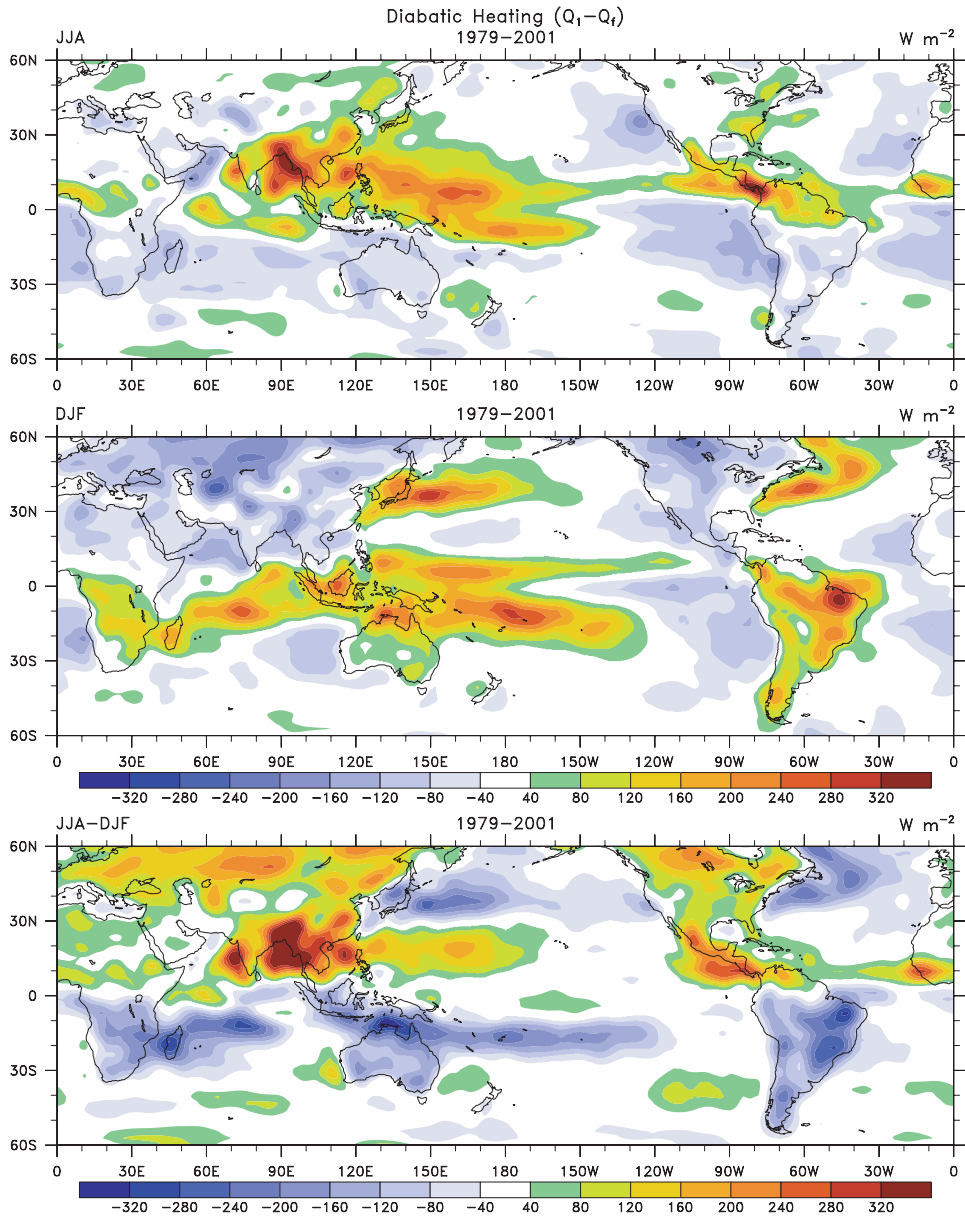 Diabatic Heating (Q₁−Q_f)
JJA 1979−2001 W m⁻²
60N
30N
0
30S
60S
0 30E 60E 90E 120E 150E 180 150W 120W 90W 60W 30W 0
DJF 1979−2001 W m⁻²
60N
30N
0
30S
60S
0 30E 60E 90E 120E 150E 180 150W 120W 90W 60W 30W 0
−320 −280 −240 −200 −160 −120 −80 −40 40 80 120 160 200 240 280 320
JJA−DJF 1979−2001 W m⁻²
60N
30N
0
30S
60S
0 30E 60E 90E 120E 150E 180 150W 120W 90W 60W 30W 0
−320 −280 −240 −200 −160 −120 −80 −40 40 80 120 160 200 240 280 320